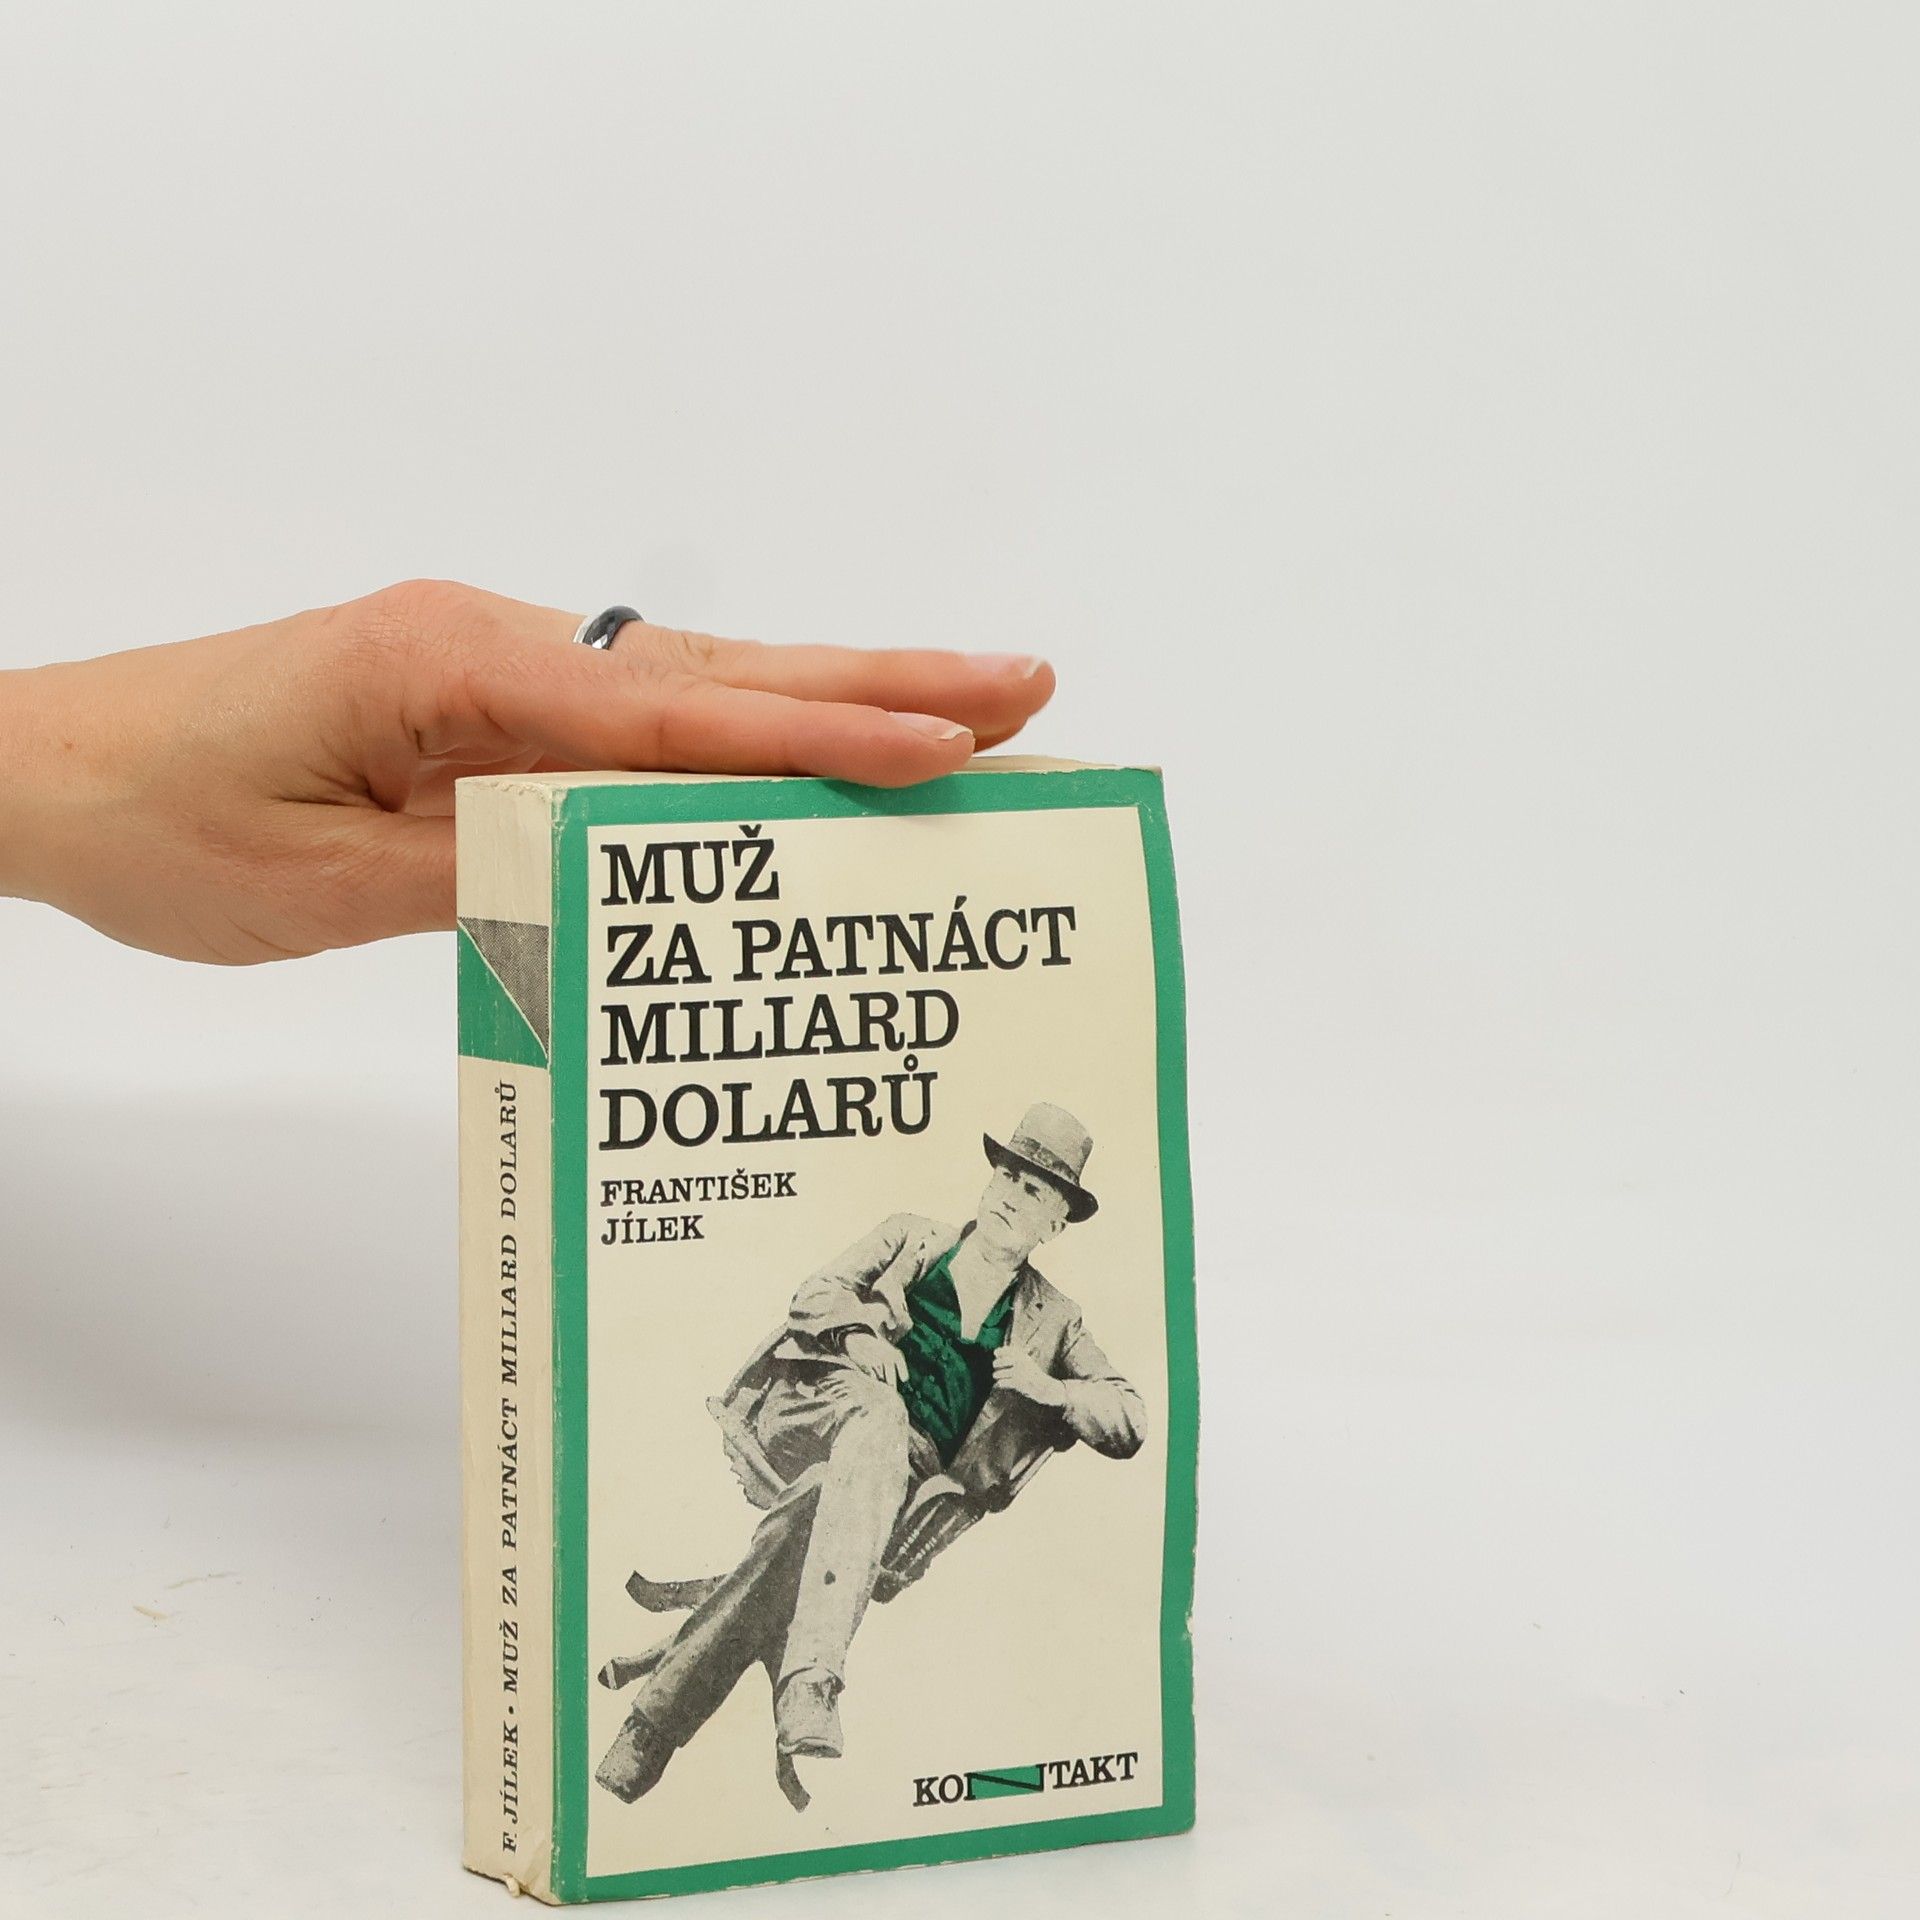 MUŽ
ZA PATNÁCT
MILIARD
DOLARŮ
FRANTIŠEK
JÍLEK
KONTAKT
F. JÍLEK • MUŽ ZA PATNÁCT MILIARD DOLARŮ